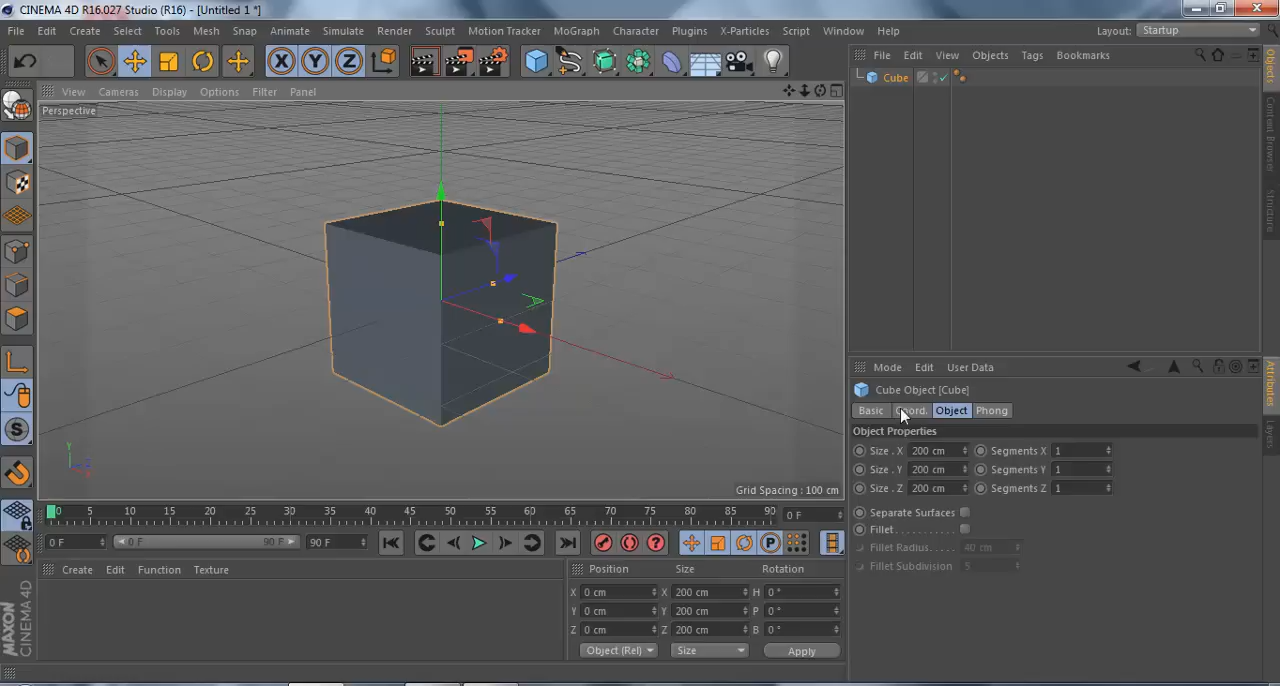 CINEMA 4D R16.027 Studio (R16) - [Untitled 1 *]
File Edit Create Select Tools Mesh Snap Animate Simulate Render Sculpt Motion Tracker MoGraph Character Plugins X-Particles Script Window Help Layout: Startup
X Y Z
File Edit View Objects Tags Bookmarks
Cube
View Cameras Display Options Filter Panel
Perspective
Y
Z
X
Grid Spacing : 100 cm
Objects
Content Browser
Structure
Mode Edit User Data
Cube Object [Cube]
Basic Coord. Object Phong
Object Properties
Size . X 200 cm Segments X 1
Size . Y 200 cm Segments Y 1
Size . Z 200 cm Segments Z 1
Separate Surfaces
Fillet . . . . . . . . . .
Fillet Radius. . . . . 40 cm
Fillet Subdivision 5
Attributes
Layers
0 5 10 15 20 25 30 35 40 45 50 55 60 65 70 75 80 85 90 0 F
0 F 0 F 90 F 90 F
Create Edit Function Texture
Position Size Rotation
X 0 cm X 200 cm H 0 °
Y 0 cm Y 200 cm P 0 °
Z 0 cm Z 200 cm B 0 °
Object (Rel) Size Apply
MAXON
CINEMA 4D